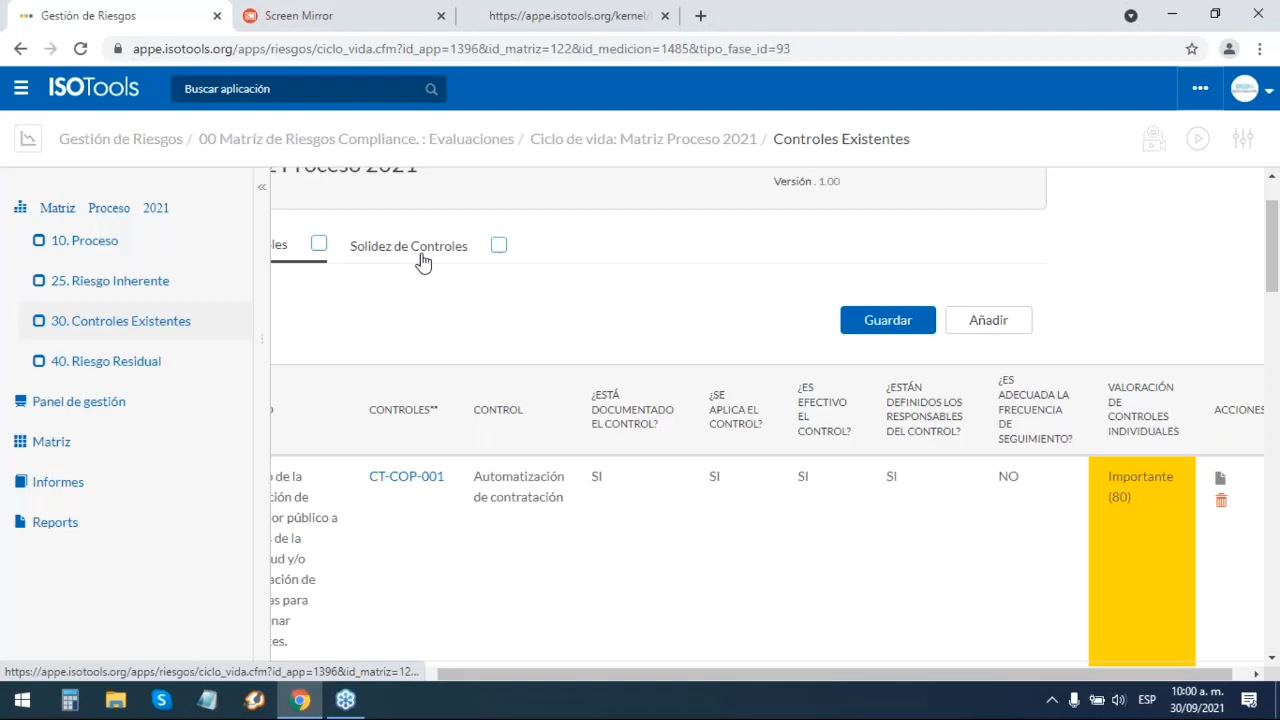 Gestión de Riesgos
Screen Mirror
https://appe.isotools.org/kernel/
appe.isotools.org/apps/riesgos/ciclo_vida.cfm?id_app=1396&id_matriz=122&id_medicion=1485&tipo_fase_id=93
ISOTools
Buscar aplicación
Gestión de Riesgos / 00 Matríz de Riesgos Compliance. : Evaluaciones / Ciclo de vida: Matriz Proceso 2021 / Controles Existentes
Proceso 2021
Versión . 1.00
Matriz Proceso 2021
10. Proceso
25. Riesgo Inherente
30. Controles Existentes
40. Riesgo Residual
Panel de gestión
Matriz
Informes
Reports
les
Solidez de Controles
Guardar
Añadir
CONTROLES**
CONTROL
¿ESTÁ
DOCUMENTADO
EL CONTROL?
¿SE
APLICA EL
CONTROL?
¿ES
EFECTIVO
EL
CONTROL?
¿ESTÁN
DEFINIDOS LOS
RESPONSABLES
DEL CONTROL?
¿ES
ADECUADA LA
FRECUENCIA
DE
SEGUIMIENTO?
VALORACIÓN
DE
CONTROLES
INDIVIDUALES
ACCIONES
o de la
ción de
or público a
s de la
ud y/o
ación de
as para
nar
tes.
CT-COP-001
Automatización
de contratación
SI
SI
SI
SI
NO
Importante
(80)
https://appe.isotools.org/apps/riesgos/ciclo_vida.cfm?id_app=1396&id_matriz=12...
ESP
10:00 a. m.
30/09/2021